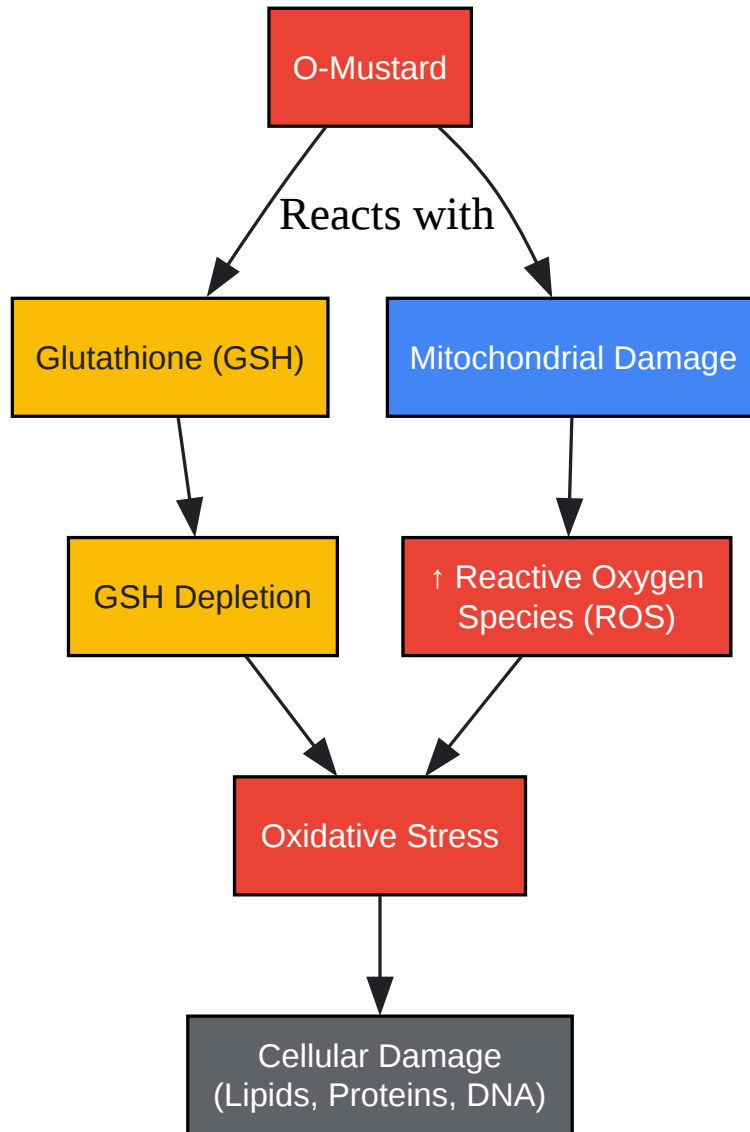 O-Mustard
Reacts with
Glutathione (GSH)
Mitochondrial Damage
GSH Depletion
↑ Reactive Oxygen
Species (ROS)
Oxidative Stress
Cellular Damage
(Lipids, Proteins, DNA)